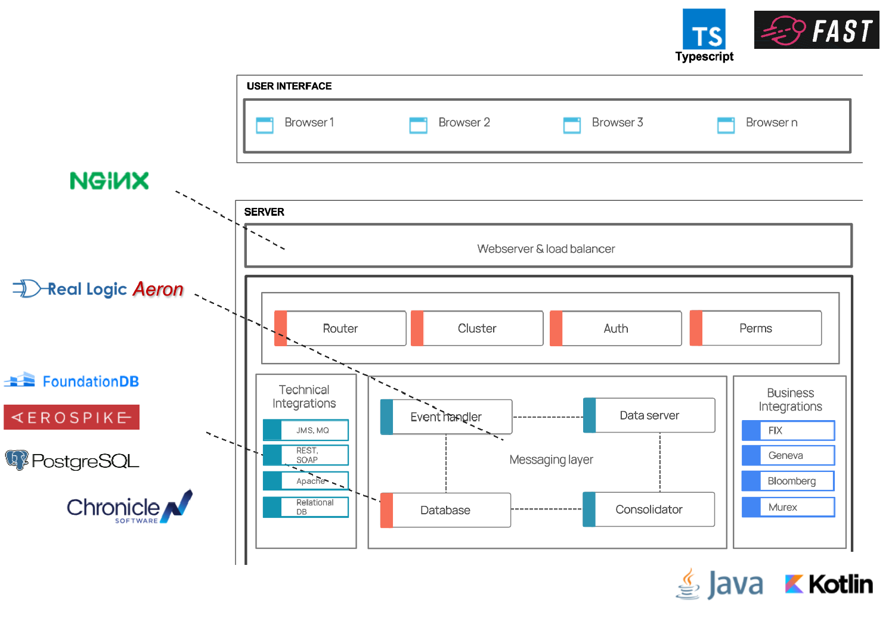 TS
Typescript
FAST
USER INTERFACE
Browser 1
Browser 2
Browser 3
Browser n
NGINX
SERVER
Webserver & load balancer
Real Logic Aeron
Router
Cluster
Auth
Perms
FoundationDB
AEROSPIKE
PostgreSQL
Chronicle
SOFTWARE
Technical
Integrations
JMS, MQ
REST,
SOAP
Apache
Relational
DB
Event handler
Data server
Messaging layer
Database
Consolidator
Business
Integrations
FIX
Geneva
Bloomberg
Murex
Java
Kotlin